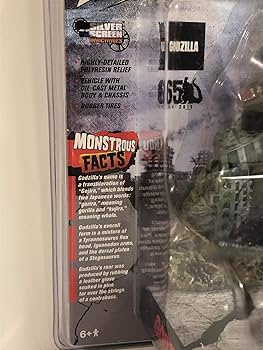 SILVER
SCREEN
MACHINES
GODZILLA
HIGHLY-DETAILED
POLYRESIN RELIEF
VEHICLE WITH
DIE-CAST METAL
BODY & CHASSIS
RUBBER TIRES
65
MONSTROUS
FACTS
Godzilla's name is
a transliteration of
"Gojira," which blends
two Japanese words:
"gorira," meaning
gorilla and "kujira,"
meaning whale.
Godzilla's overall
form is a mixture of
a Tyrannosaurus Rex
head, Iguanodon arms,
and the dorsal plates
of a Stegosaurus.
Godzilla's roar was
produced by rubbing
a leather glove
soaked in pine
tar over the strings
of a contrabass.
6+